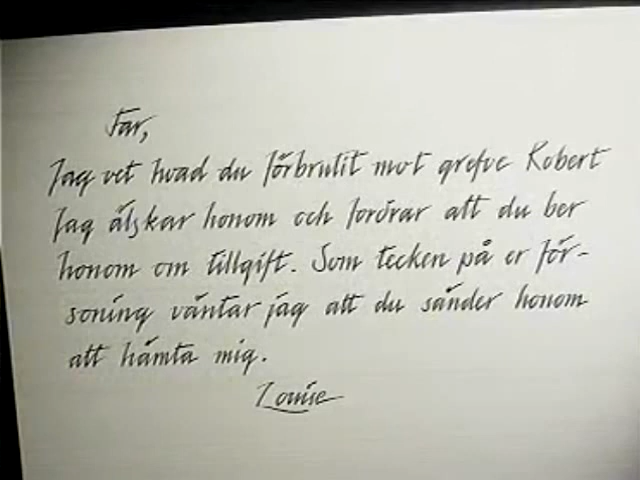 Far,
Jag vet hvad du förbrutit mot grefve Robert
Jag älskar honom och fordrar att du ber
honom om tillgift. Som tecken på er för-
soning väntar jag att du sänder honom
att hämta mig.
Louise